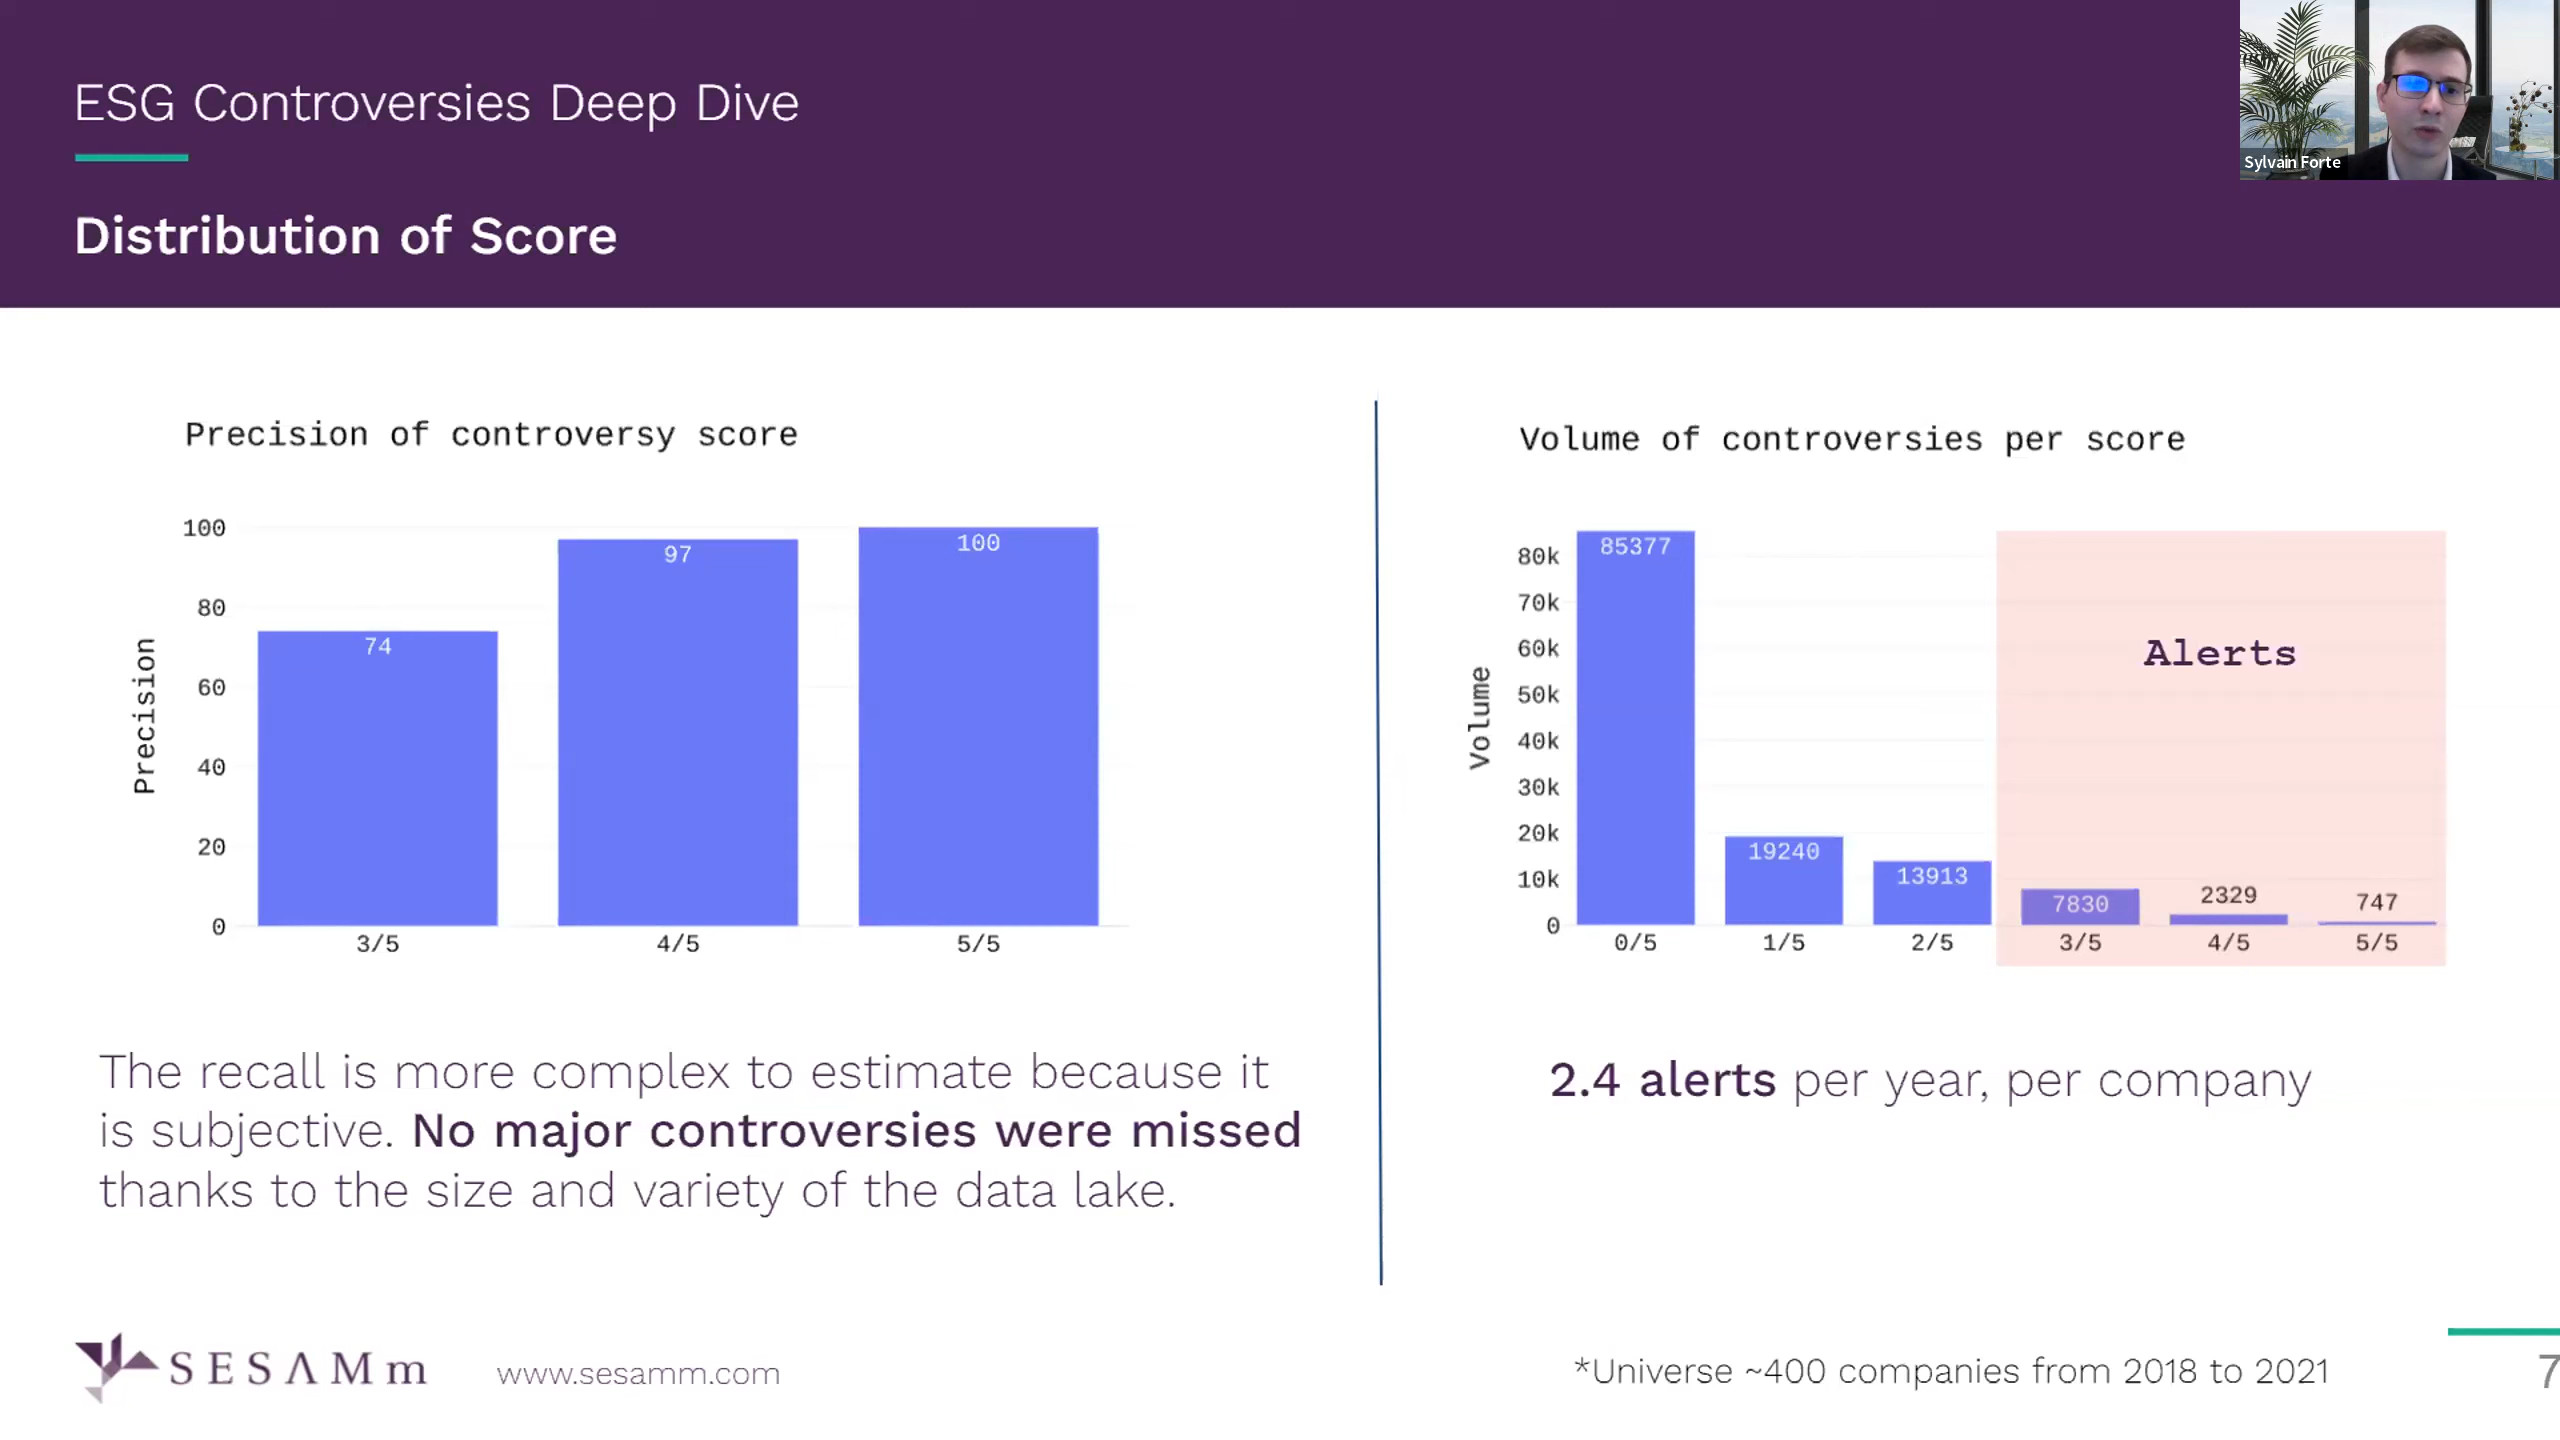 ESG Controversies Deep Dive
Sylvain Forte
Distribution of Score
Precision of controversy score
100
80
60
40
20
0
Precision
74
97
100
3/5
4/5
5/5
The recall is more complex to estimate because it
is subjective. No major controversies were missed
thanks to the size and variety of the data lake.
Volume of controversies per score
80k
70k
60k
50k
40k
30k
20k
10k
0
Volume
85377
19240
13913
7830
2329
747
Alerts
0/5
1/5
2/5
3/5
4/5
5/5
2.4 alerts per year, per company
SESAMm
www.sesamm.com
*Universe ~400 companies from 2018 to 2021
7